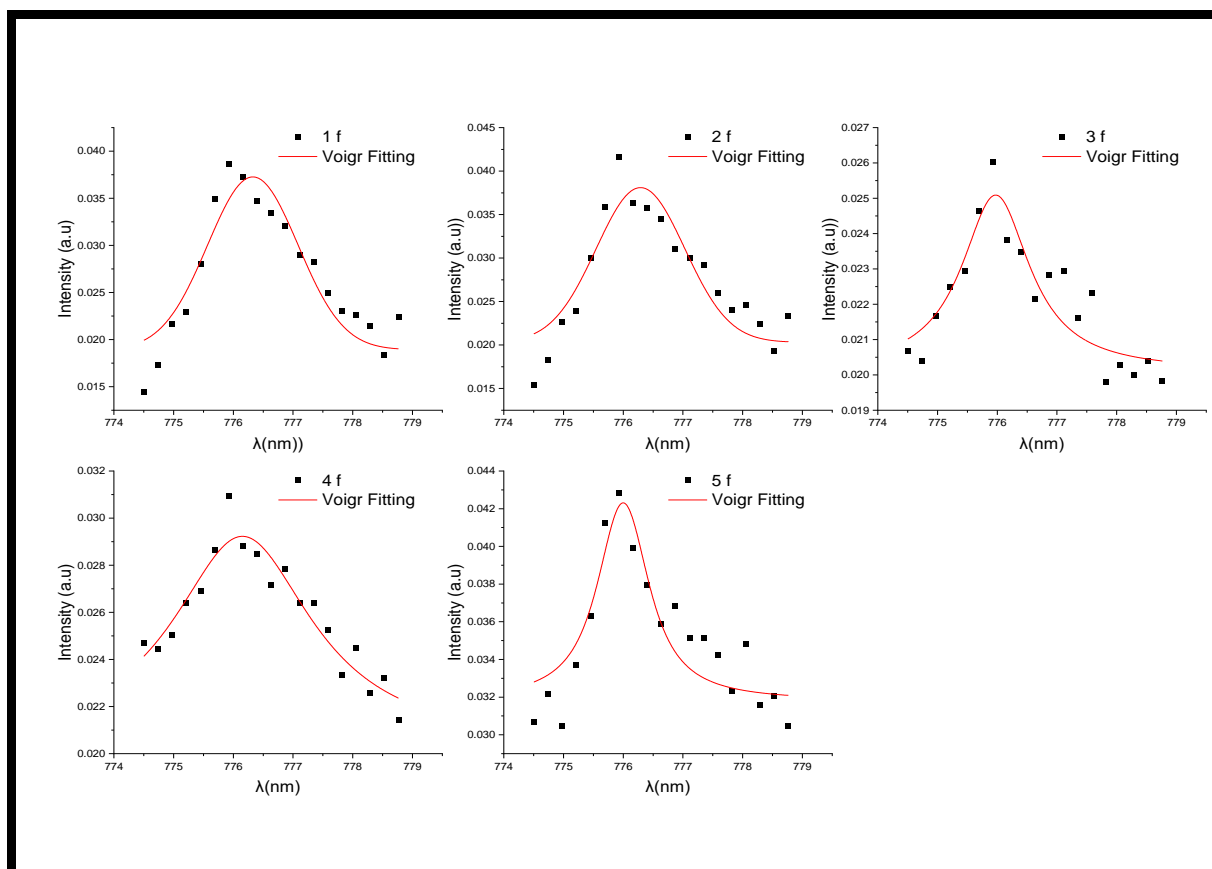 1 f
Voigr Fitting
0.040
0.035
0.030
0.025
0.020
0.015
Intensity (a.u)
774 775 776 777 778 779
λ(nm))
2 f
Voigr Fitting
0.045
0.040
0.035
0.030
0.025
0.020
0.015
Intensity (a.u))
774 775 776 777 778 779
λ(nm)
3 f
Voigr Fitting
0.027
0.026
0.025
0.024
0.023
0.022
0.021
0.020
0.019
Intensity (a.u))
774 775 776 777 778 779
λ(nm)
4 f
Voigr Fitting
0.032
0.030
0.028
0.026
0.024
0.022
0.020
Intensity (a.u)
774 775 776 777 778 779
λ(nm)
5 f
Voigr Fitting
0.044
0.042
0.040
0.038
0.036
0.034
0.032
0.030
Intensity (a.u)
774 775 776 777 778 779
λ(nm)